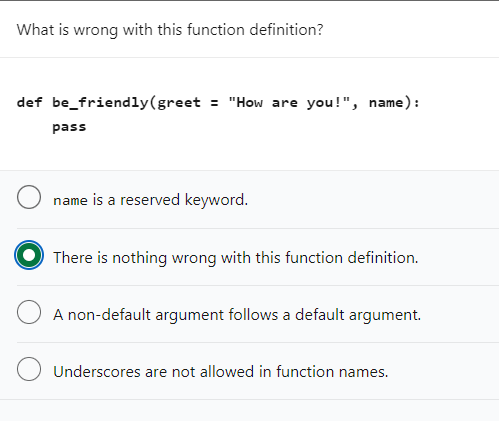 What is wrong with this function definition?
def be_friendly(greet = "How are you!", name):
    pass
name is a reserved keyword.
There is nothing wrong with this function definition.
A non-default argument follows a default argument.
Underscores are not allowed in function names.